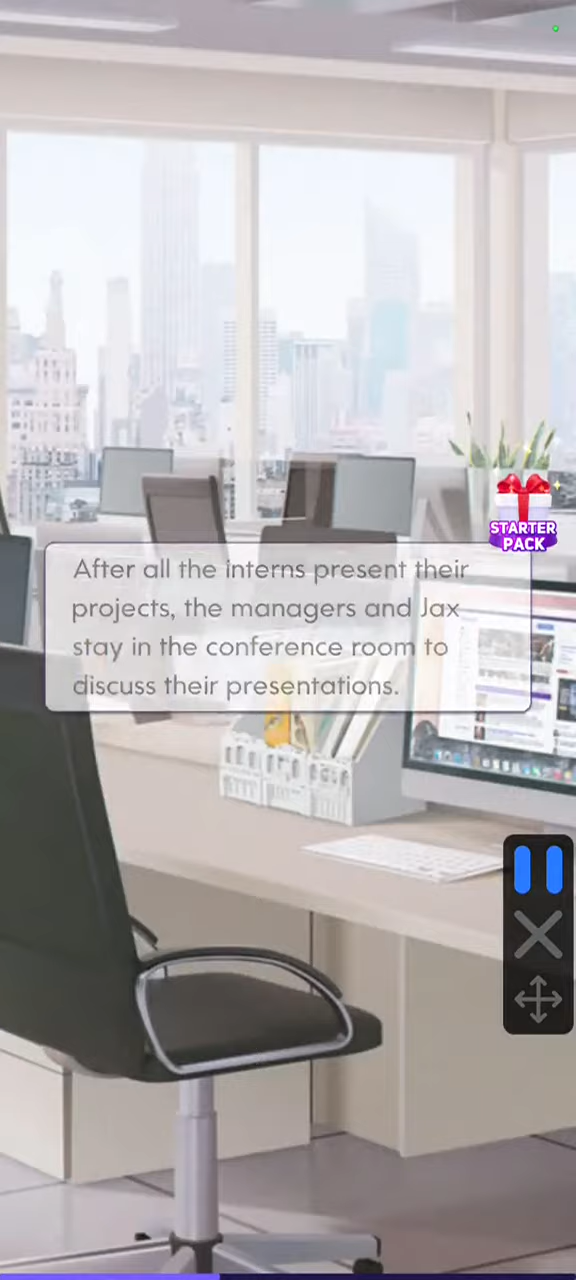 STARTER
PACK
After all the interns present their
projects, the managers and Jax
stay in the conference room to
discuss their presentations.